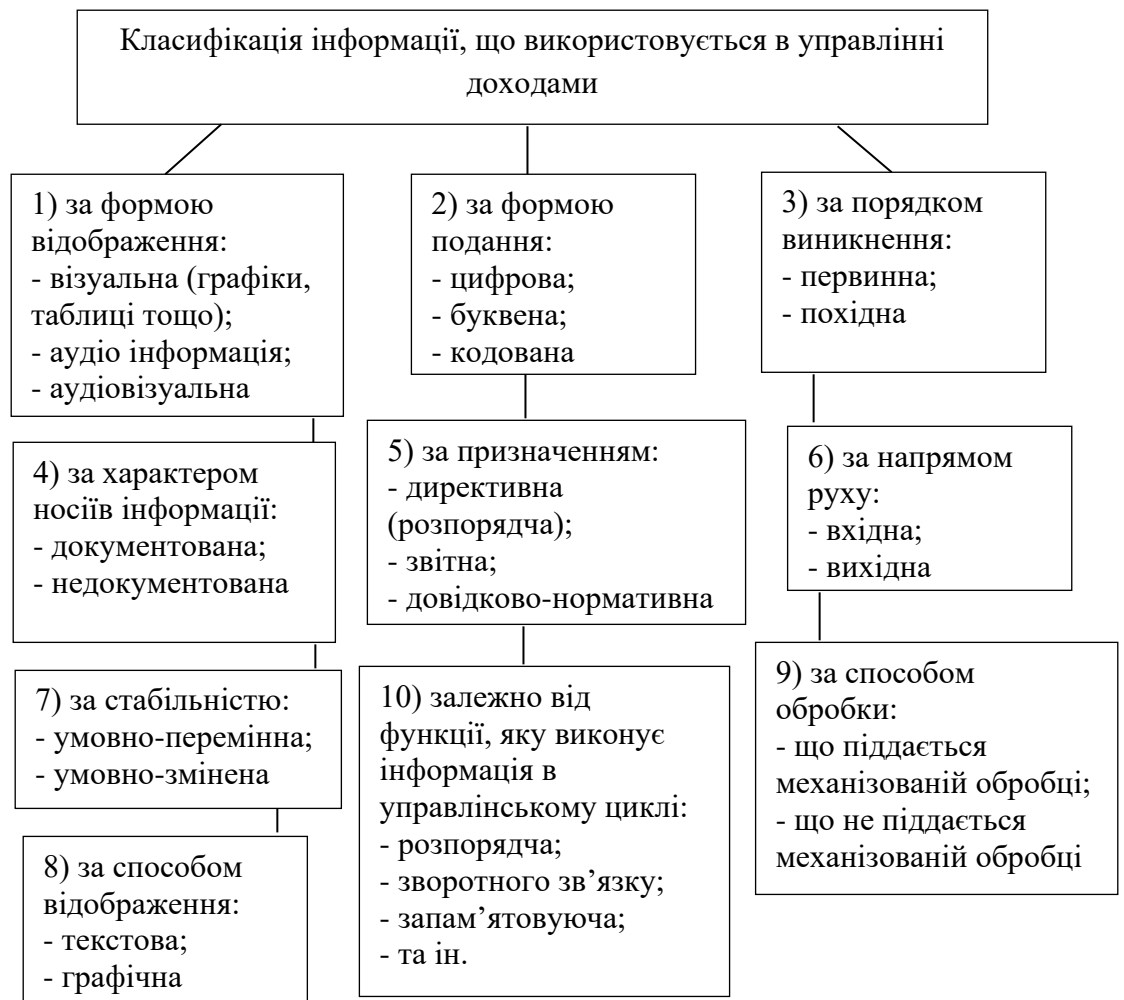 Класифікація інформації, що використовується в управлінні
доходами
1) за формою
відображення:
- візуальна (графіки,
таблиці тощо);
- аудіо інформація;
- аудіовізуальна
2) за формою
подання:
- цифрова;
- буквена;
- кодована
3) за порядком
виникнення:
- первинна;
- похідна
4) за характером
носіїв інформації:
- документована;
- недокументована
5) за призначенням:
- директивна
(розпорядча);
- звітна;
- довідково-нормативна
6) за напрямом
руху:
- вхідна;
- вихідна
7) за стабільністю:
- умовно-перемінна;
- умовно-змінена
8) за способом
відображення:
- текстова;
- графічна
9) за способом
обробки:
- що піддається
механізованій обробці;
- що не піддається
механізованій обробці
10) залежно від
функції, яку виконує
інформація в
управлінському циклі:
- розпорядча;
- зворотного зв’язку;
- запам’ятовуюча;
- та ін.